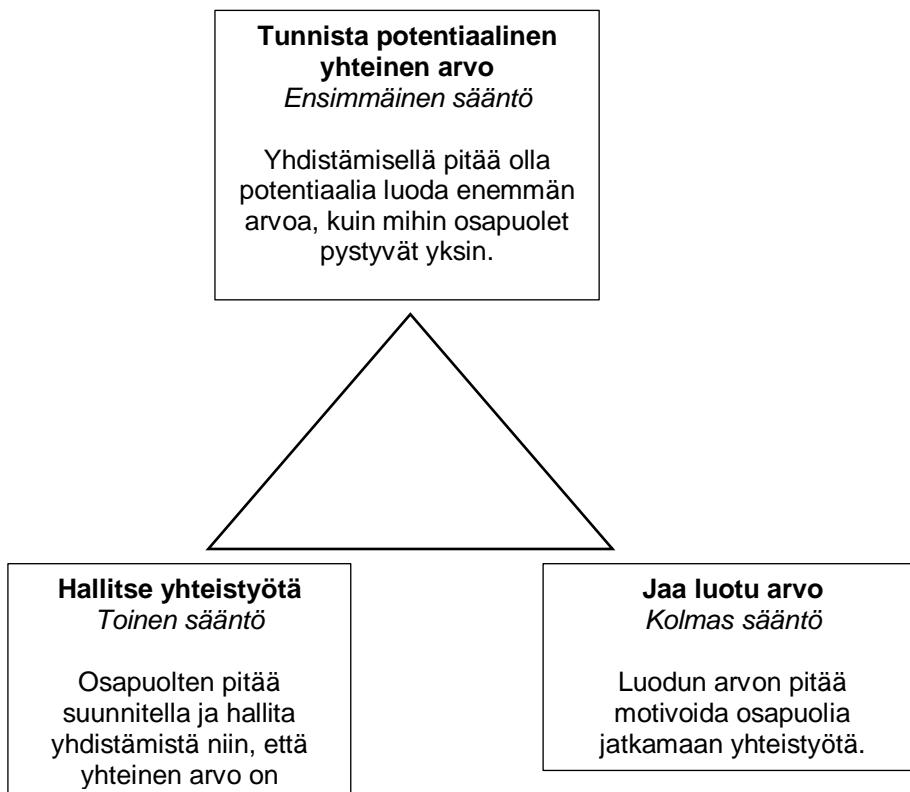 Tunnista potentiaalinen
yhteinen arvo
Ensimmäinen sääntö
Yhdistämisellä pitää olla
potentiaalia luoda enemmän
arvoa, kuin mihin osapuolet
pystyvät yksin.
Hallitse yhteistyötä
Toinen sääntö
Osapuolten pitää
suunnitella ja hallita
yhdistämistä niin, että
yhteinen arvo on
Jaa luotu arvo
Kolmas sääntö
Luodun arvon pitää
motivoida osapuolia
jatkamaan yhteistyötä.